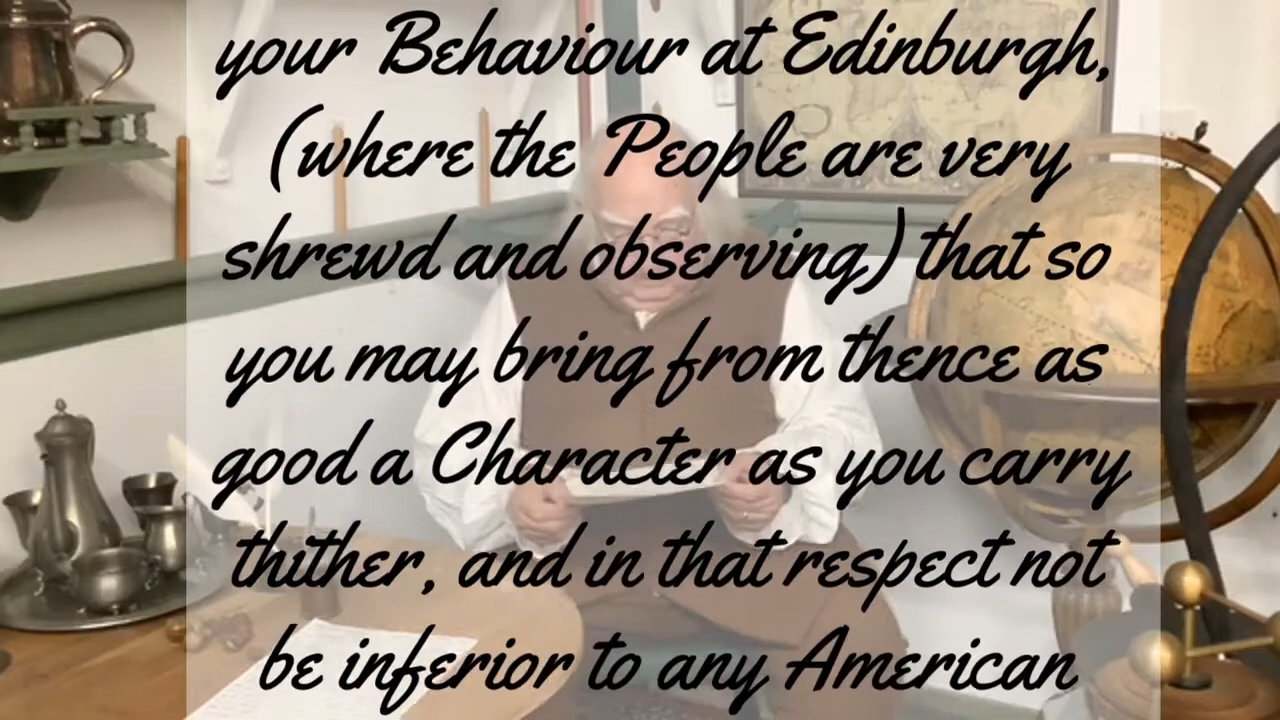 your Behaviour at Edinburgh,
(where the People are very
shrewd and observing) that so
you may bring from thence as
good a Character as you carry
thither, and in that respect not
be inferior to any American